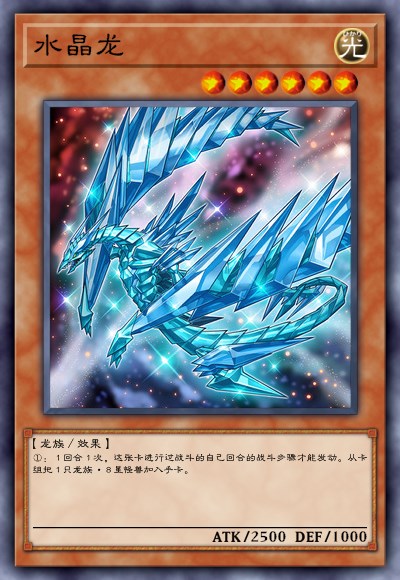 水晶龙
光
【龙族／效果】
①：1回合1次，这张卡进行过战斗的自己回合的战斗步骤才能发动。从卡
组把1只龙族·8星怪兽加入手卡。
ATK/2500 DEF/1000